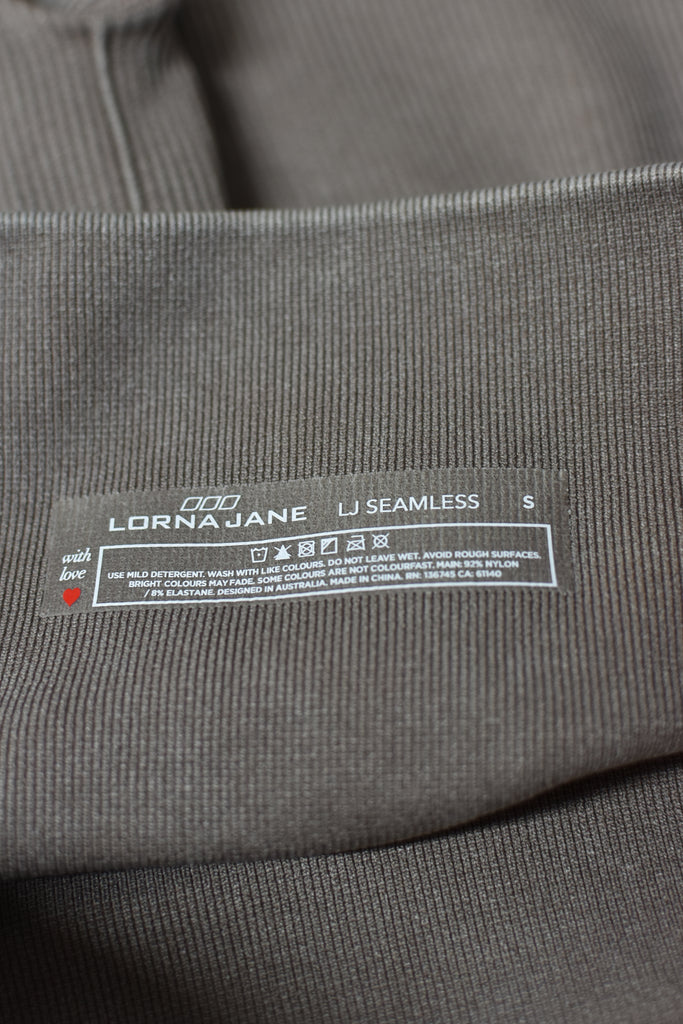 LORNA JANE LJ SEAMLESS S
with
love
USE MILD DETERGENT. WASH WITH LIKE COLOURS. DO NOT LEAVE WET. AVOID ROUGH SURFACES.
BRIGHT COLOURS MAY FADE. SOME COLOURS ARE NOT COLOURFAST. MAIN: 92% NYLON
/ 8% ELASTANE. DESIGNED IN AUSTRALIA. MADE IN CHINA. RN: 136745 CA: 61140